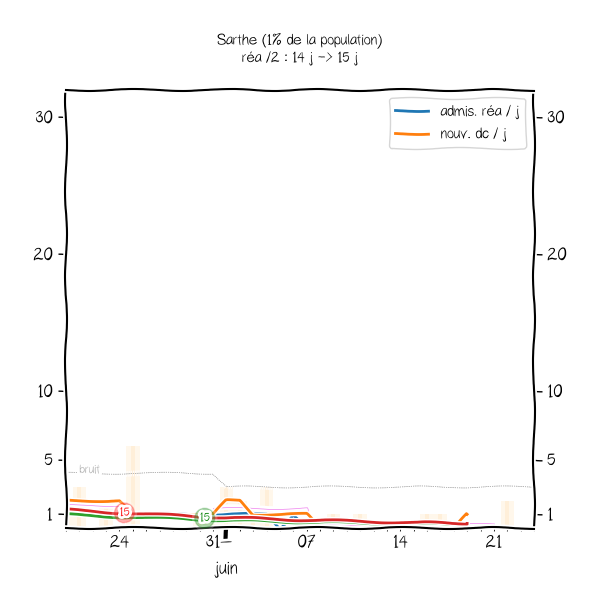 Sarthe (1% de la population)
réa /2 : 14 j -> 15 j
admis. réa / j
nouv. dc / j
30
30
20
20
10
10
5
5
bruit
1
1
15
15
24
31
07
14
21
juin